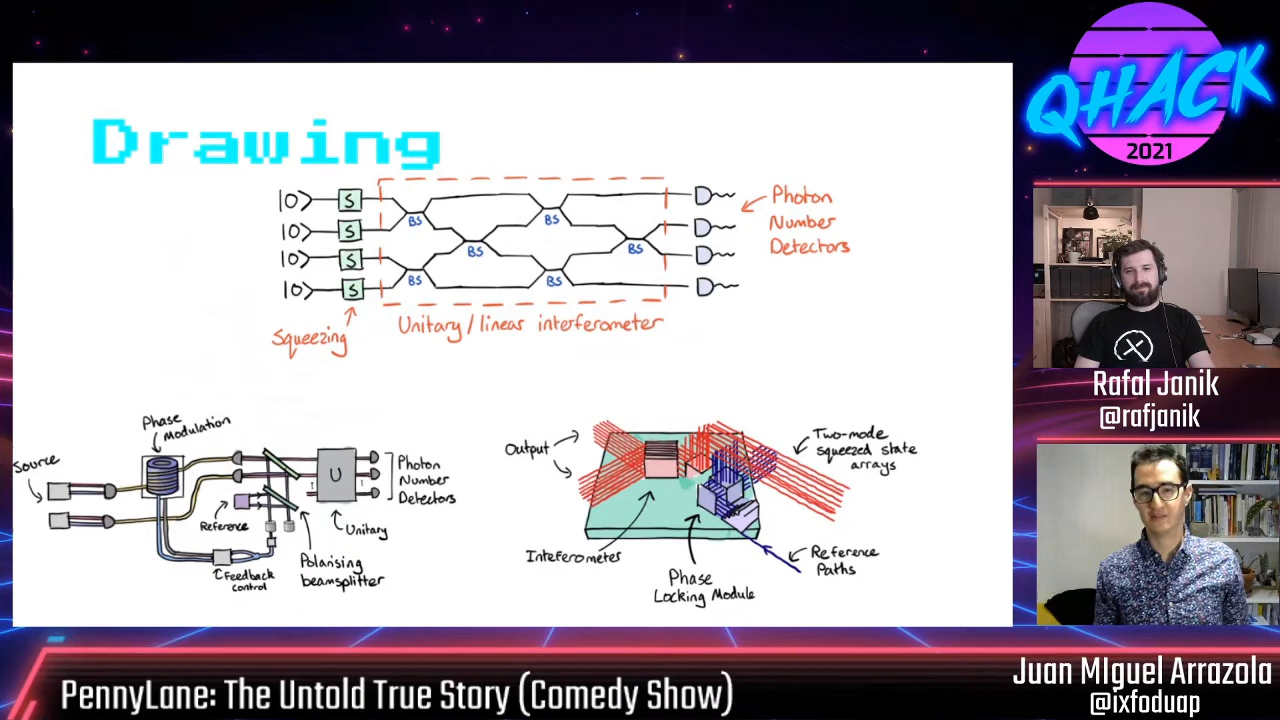 QHACK
2021
Drawing
|0⟩
S
|0⟩
S
|0⟩
S
|0⟩
S
BS
BS
BS
BS
BS
BS
Photon
Number
Detectors
Squeezing
Unitary / linear interferometer
Source
Phase
Modulation
U
Photon
Number
Detectors
Reference
Unitary
Feedback
control
Polarising
beamsplitter
Output
Two-mode
squeezed state
arrays
Inteferometer
Phase
Locking Module
Reference
Paths
X
Rafal Janik
@rafjanik
Juan MIguel Arrazola
@ixfoduap
PennyLane: The Untold True Story (Comedy Show)